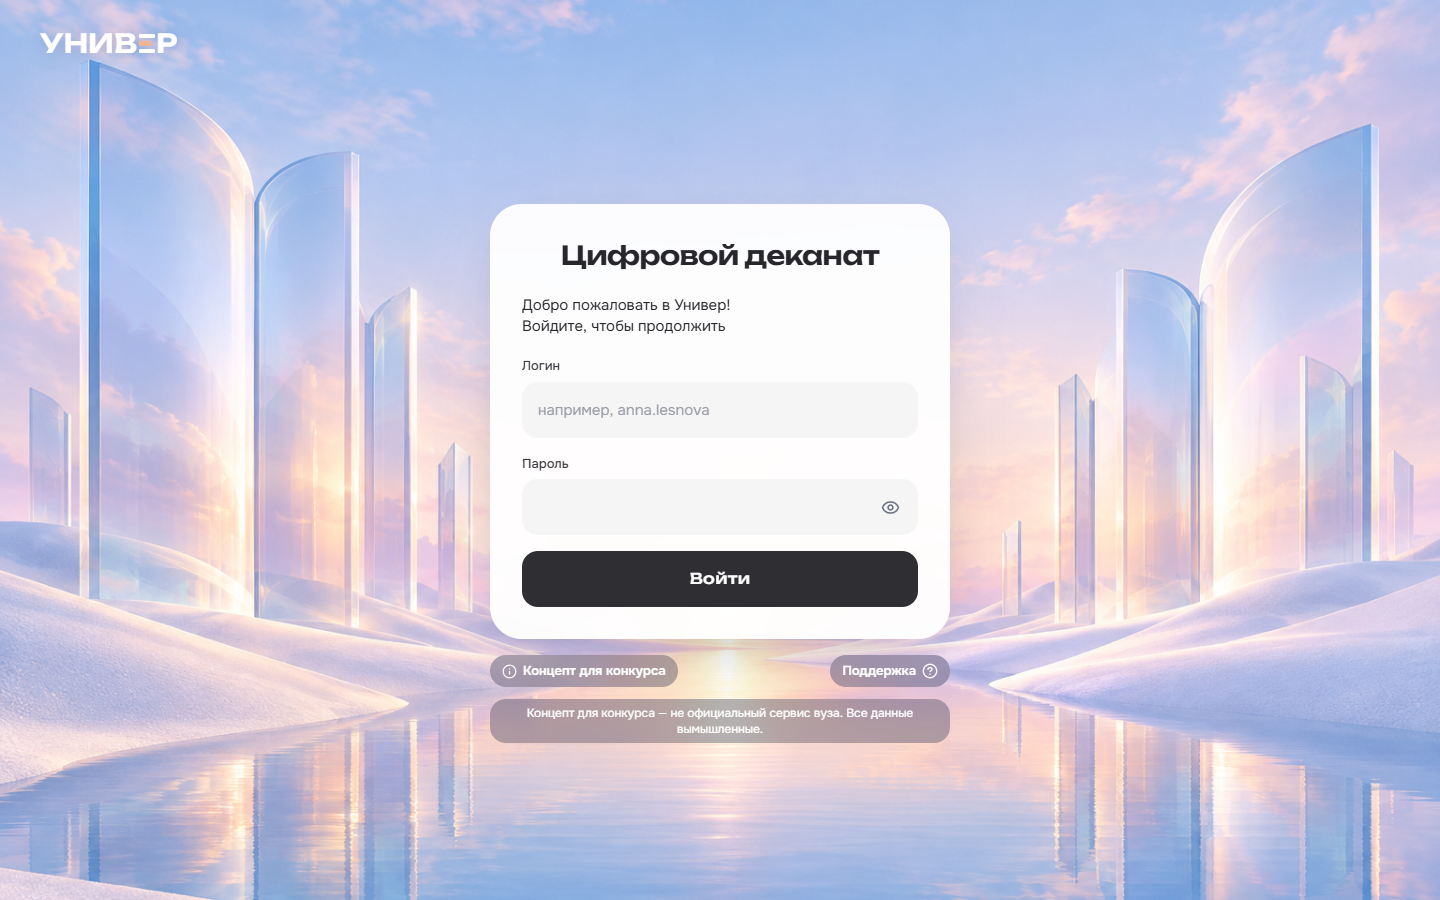 УНИВЕР
Цифровой деканат
Добро пожаловать в Универ!
Войдите, чтобы продолжить
Логин
например, anna.lesnova
Пароль
Войти
Концепт для конкурса
Поддержка
Концепт для конкурса — не официальный сервис вуза. Все данные
вымышленные.